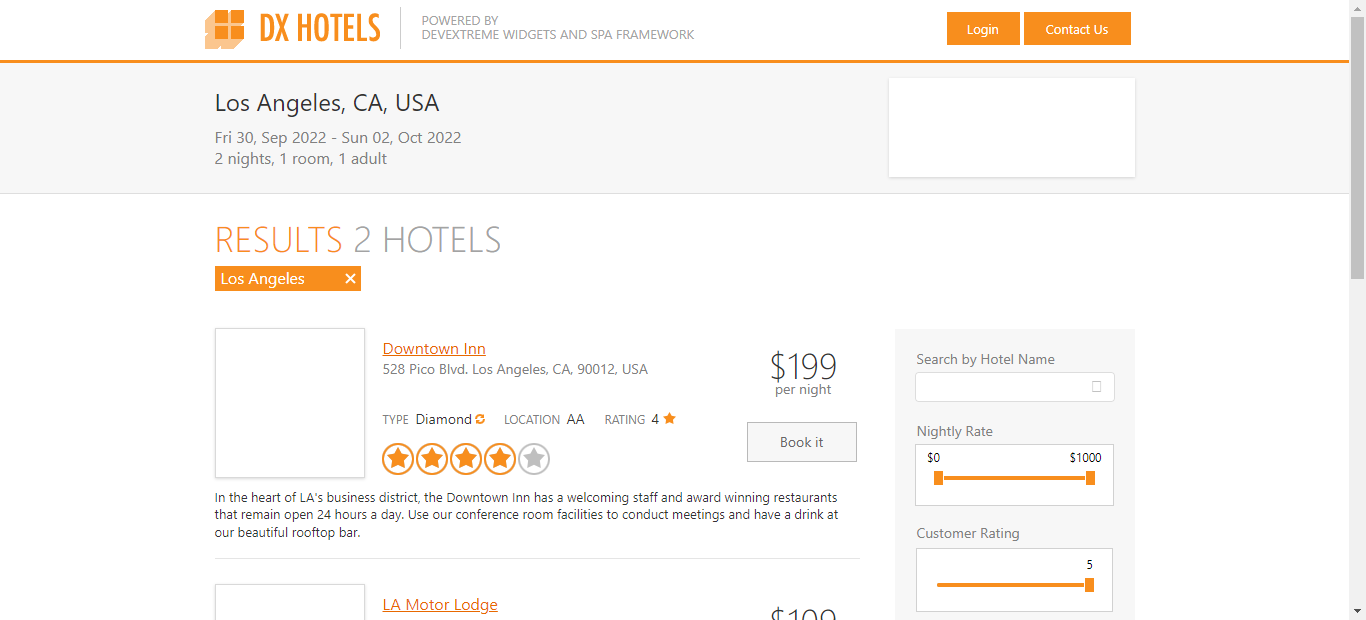 DX HOTELS
POWERED BY
DEVEXTREME WIDGETS AND SPA FRAMEWORK
Login
Contact Us
Los Angeles, CA, USA
Fri 30, Sep 2022 - Sun 02, Oct 2022
2 nights, 1 room, 1 adult
RESULTS 2 HOTELS
Los Angeles
Downtown Inn
528 Pico Blvd. Los Angeles, CA, 90012, USA
TYPE Diamond LOCATION AA RATING 4
In the heart of LA's business district, the Downtown Inn has a welcoming staff and award winning restaurants
that remain open 24 hours a day. Use our conference room facilities to conduct meetings and have a drink at
our beautiful rooftop bar.
$199
per night
Book it
LA Motor Lodge
Search by Hotel Name
Nightly Rate
$0 $1000
Customer Rating
5